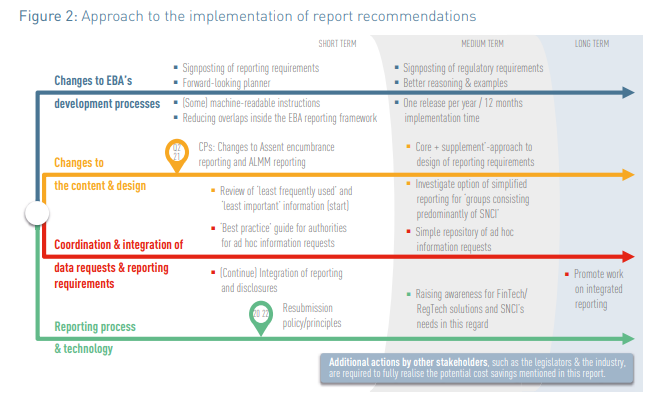 Figure 2: Approach to the implementation of report recommendations
SHORT TERM
MEDIUM TERM
LONG TERM
Changes to EBA's
development processes
▪ Signposting of reporting requirements
▪ Forward-looking planner
▪ (Some) machine-readable instructions
▪ Reducing overlaps inside the EBA reporting framework
▪ Signposting of regulatory requirements
▪ Better reasoning & examples
▪ One release per year / 12 months
implementation time
Changes to
the content & design
Q2
21
CPs: Changes to Assent encumbrance
reporting and ALMM reporting
▪ Review of 'least frequently used' and
'least important' information (start)
▪ Core + supplement'-approach to
design of reporting requirements
▪ Investigate option of simplified
reporting for 'groups consisting
predominantly of SNCI'
Coordination & integration of
data requests & reporting
requirements
▪ 'Best practice' guide for authorities
for ad hoc information requests
▪ (Continue) Integration of reporting
and disclosures
▪ Simple repository of ad hoc
information requests
▪ Promote work
on integrated
reporting
Reporting process
& technology
20 22
Resubmission
policy/principles
▪ Raising awareness for FinTech/
RegTech solutions and SNCI's
needs in this regard
Additional actions by other stakeholders, such as the legislators & the industry,
are required to fully realise the potential cost savings mentioned in this report.